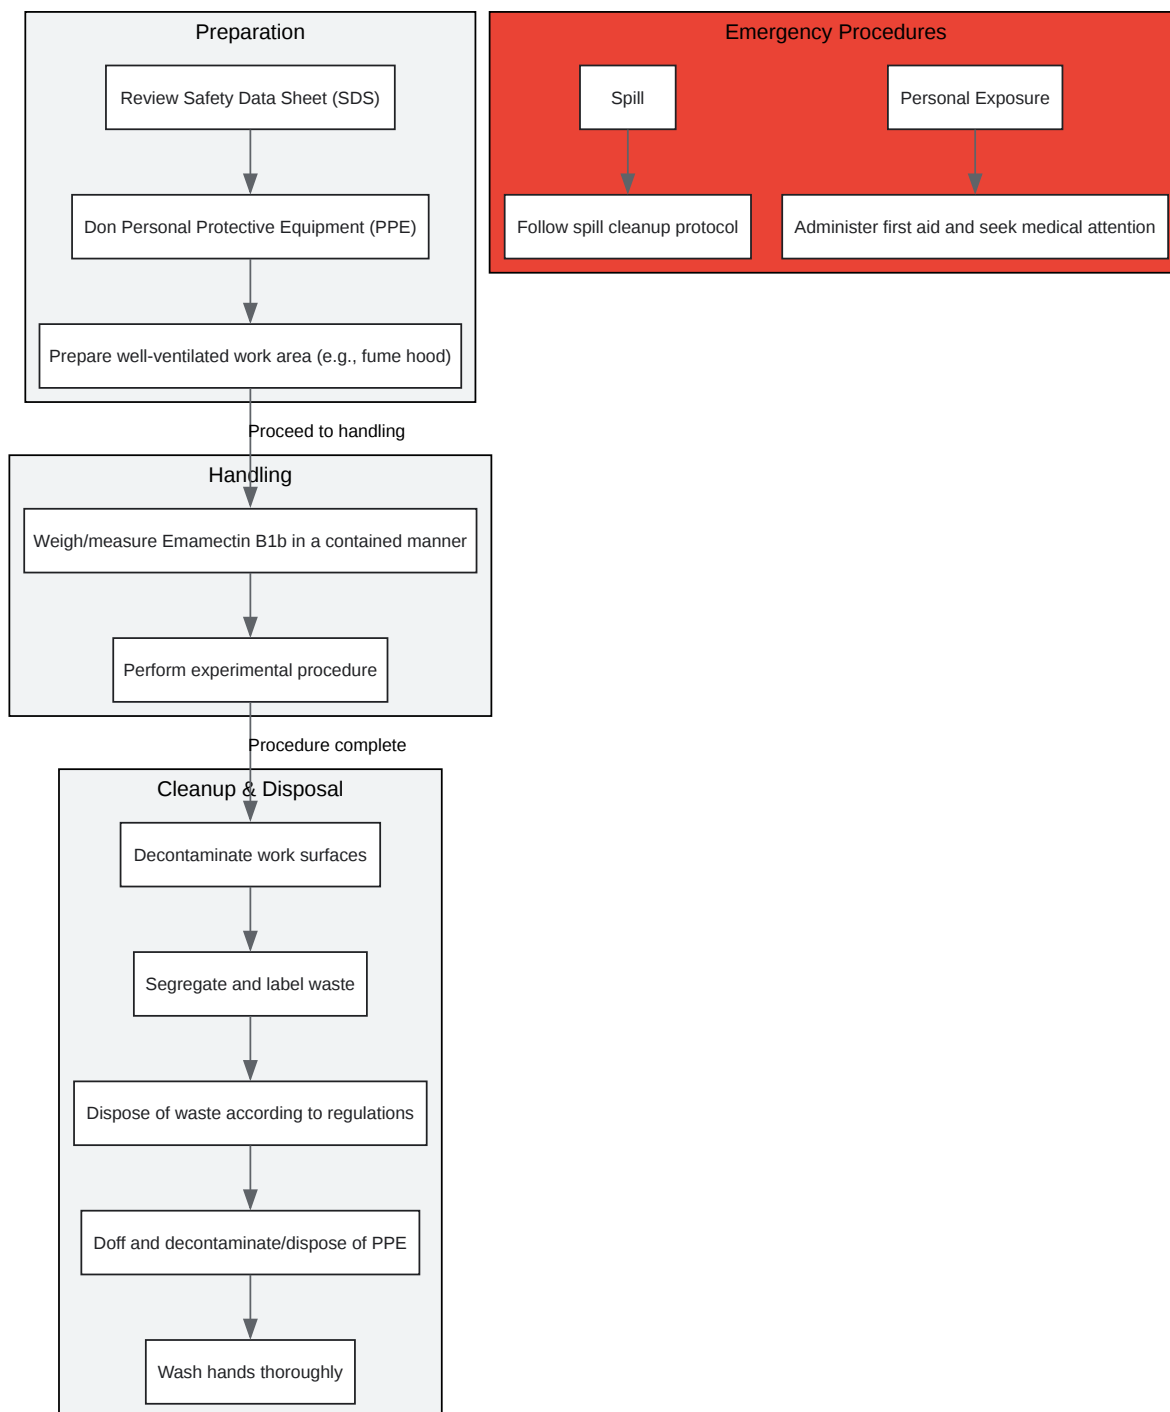 Preparation
Review Safety Data Sheet (SDS)
Don Personal Protective Equipment (PPE)
Prepare well-ventilated work area (e.g., fume hood)
Proceed to handling
Handling
Weigh/measure Emamectin B1b in a contained manner
Perform experimental procedure
Procedure complete
Cleanup & Disposal
Decontaminate work surfaces
Segregate and label waste
Dispose of waste according to regulations
Doff and decontaminate/dispose of PPE
Wash hands thoroughly
Emergency Procedures
Spill
Follow spill cleanup protocol
Personal Exposure
Administer first aid and seek medical attention